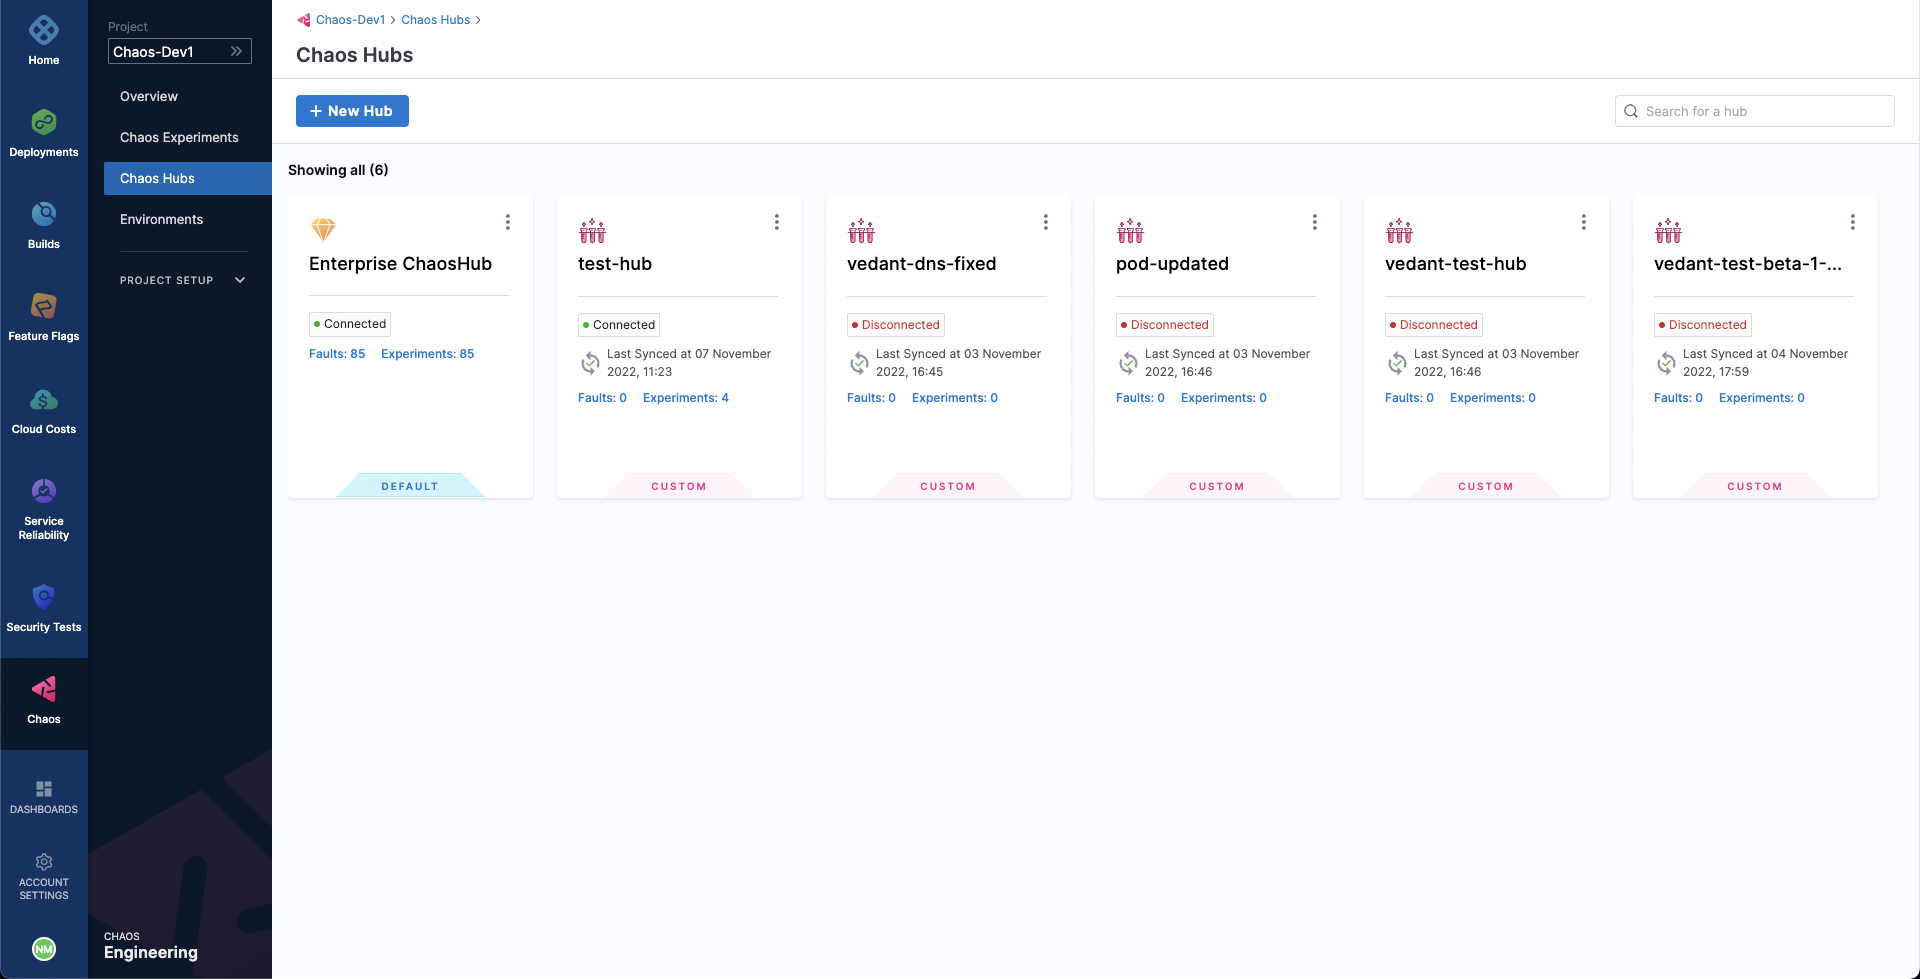 Home
Deployments
Builds
Feature Flags
Cloud Costs
Service
Reliability
Security Tests
Chaos
DASHBOARDS
ACCOUNT
SETTINGS
NM
Project
Chaos-Dev1
Overview
Chaos Experiments
Chaos Hubs
Environments
PROJECT SETUP
CHAOS
Engineering
Chaos-Dev1 > Chaos Hubs >
Chaos Hubs
+ New Hub
Search for a hub
Showing all (6)
Enterprise ChaosHub
Connected
Faults: 85 Experiments: 85
DEFAULT
test-hub
Connected
Last Synced at 07 November
2022, 11:23
Faults: 0 Experiments: 4
CUSTOM
vedant-dns-fixed
Disconnected
Last Synced at 03 November
2022, 16:45
Faults: 0 Experiments: 0
CUSTOM
pod-updated
Disconnected
Last Synced at 03 November
2022, 16:46
Faults: 0 Experiments: 0
CUSTOM
vedant-test-hub
Disconnected
Last Synced at 03 November
2022, 16:46
Faults: 0 Experiments: 0
CUSTOM
vedant-test-beta-1-...
Disconnected
Last Synced at 04 November
2022, 17:59
Faults: 0 Experiments: 0
CUSTOM